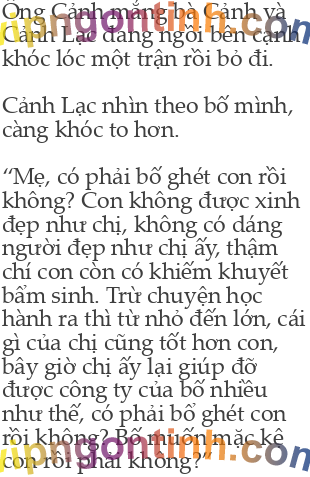 Ông Cảnh mắng bà Cảnh và
Cảnh Lạc đang ngồi bên cạnh
khóc lóc một trận rồi bỏ đi.
Cảnh Lạc nhìn theo bố mình,
càng khóc to hơn.
“Mẹ, có phải bố ghét con rồi
không? Con không được xinh
đẹp như chị, không có dáng
người đẹp như chị ấy, thậm
chí con còn có khiếm khuyết
bẩm sinh. Trừ chuyện học
hành ra thì từ nhỏ đến lớn, cái
gì của chị cũng tốt hơn con,
bây giờ chị ấy lại giúp đỡ
được công ty của bố nhiều
như thế, có phải bố ghét con
rồi không? Bố muốn mặc kệ
con rồi phải không?”
vipngontinh.com
vipngontinh.com